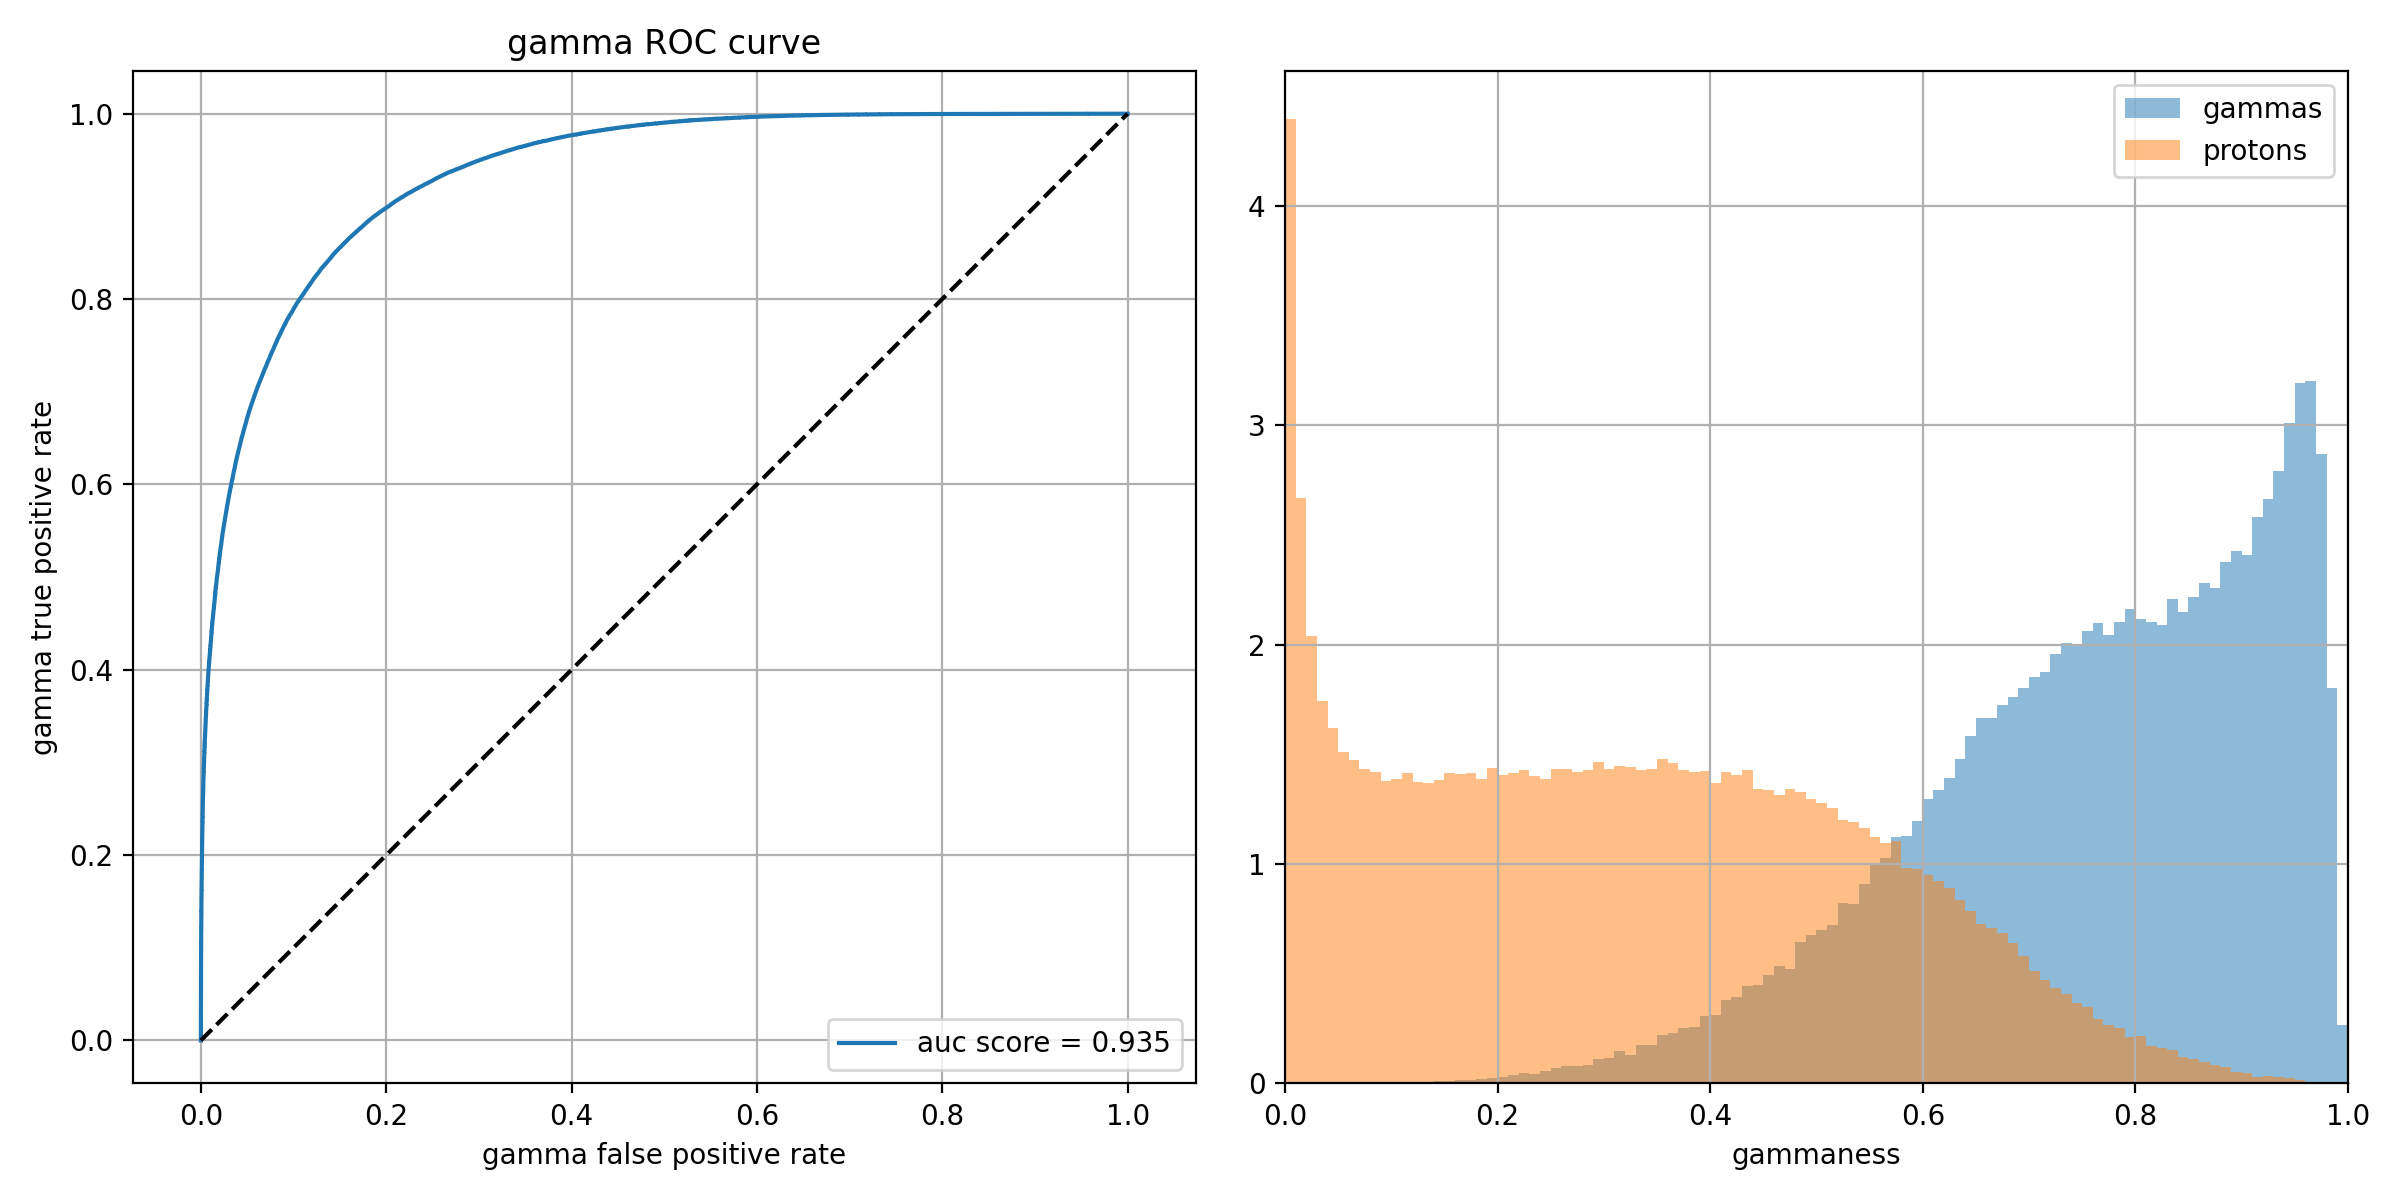 gamma ROC curve
gamma true positive rate
1.0
0.8
0.6
0.4
0.2
0.0
0.0 0.2 0.4 0.6 0.8 1.0
gamma false positive rate
auc score = 0.935
gammas
protons
4
3
2
1
0
0.0 0.2 0.4 0.6 0.8 1.0
gammaness